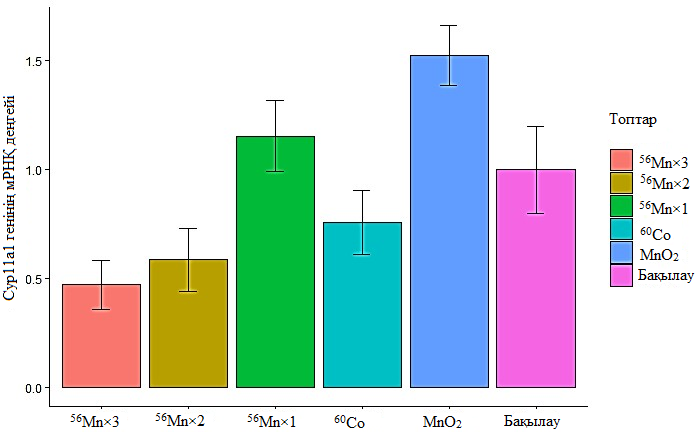 Cyp11a1 генінің мРНҚ деңгейі
1.5
1.0
0.5
0.0
⁵⁶Mn×3
⁵⁶Mn×2
⁵⁶Mn×1
⁶⁰Co
MnO₂
Бақылау
Топтар
⁵⁶Mn×3
⁵⁶Mn×2
⁵⁶Mn×1
⁶⁰Co
MnO₂
Бақылау